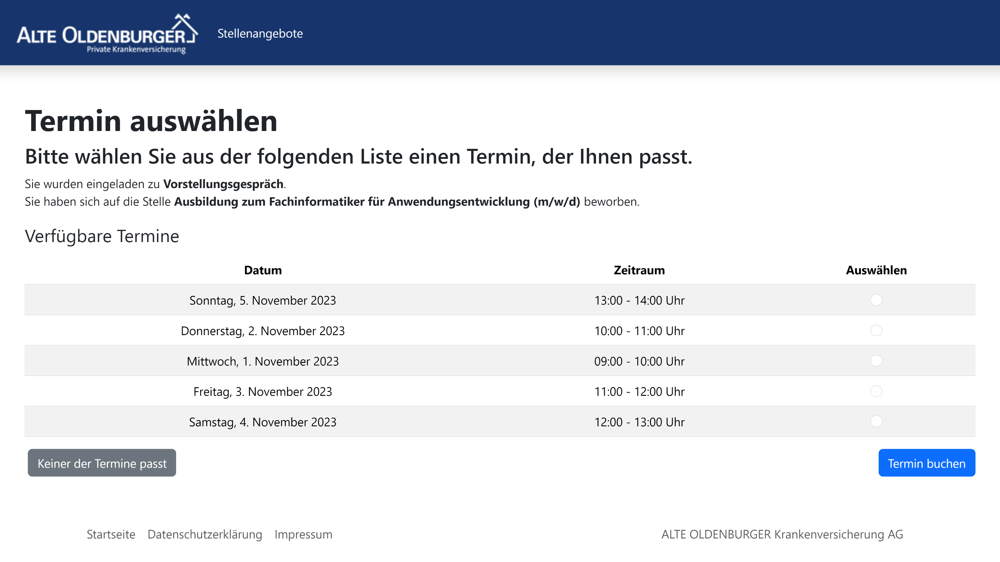 ALTE OLDENBURGER
Private Krankenversicherung
Stellenangebote
Termin auswählen
Bitte wählen Sie aus der folgenden Liste einen Termin, der Ihnen passt.
Sie wurden eingeladen zu Vorstellungsgespräch.
Sie haben sich auf die Stelle Ausbildung zum Fachinformatiker für Anwendungsentwicklung (m/w/d) beworben.
Verfügbare Termine
Datum Zeitraum Auswählen
Sonntag, 5. November 2023 13:00 - 14:00 Uhr
Donnerstag, 2. November 2023 10:00 - 11:00 Uhr
Mittwoch, 1. November 2023 09:00 - 10:00 Uhr
Freitag, 3. November 2023 11:00 - 12:00 Uhr
Samstag, 4. November 2023 12:00 - 13:00 Uhr
Keiner der Termine passt Termin buchen
Startseite Datenschutzerklärung Impressum ALTE OLDENBURGER Krankenversicherung AG